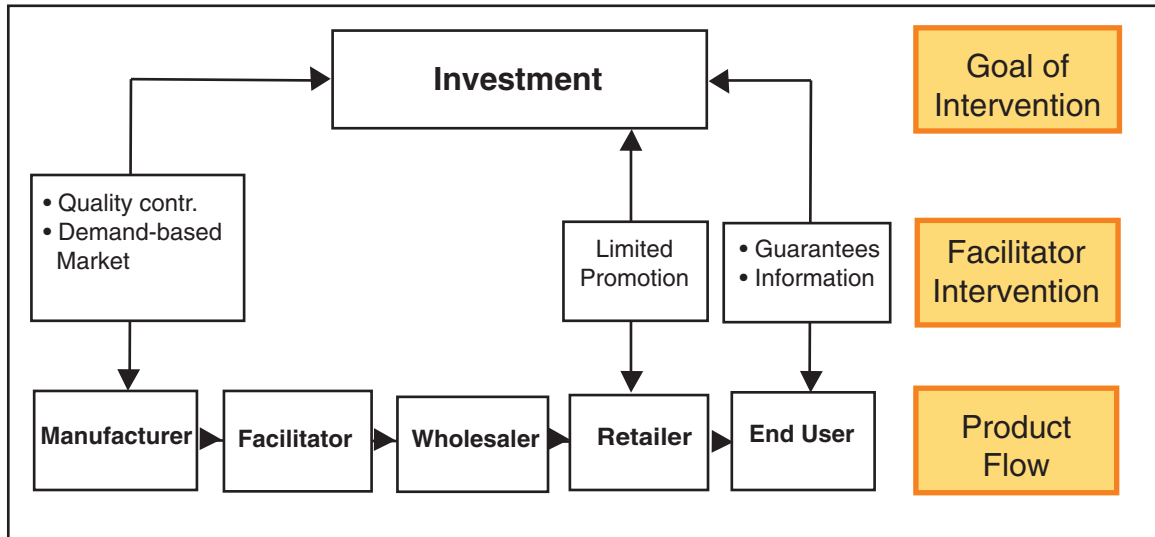 Investment
Goal of
Intervention
• Quality contr.
• Demand-based
Market
Limited
Promotion
• Guarantees
• Information
Facilitator
Intervention
Manufacturer
Facilitator
Wholesaler
Retailer
End User
Product
Flow